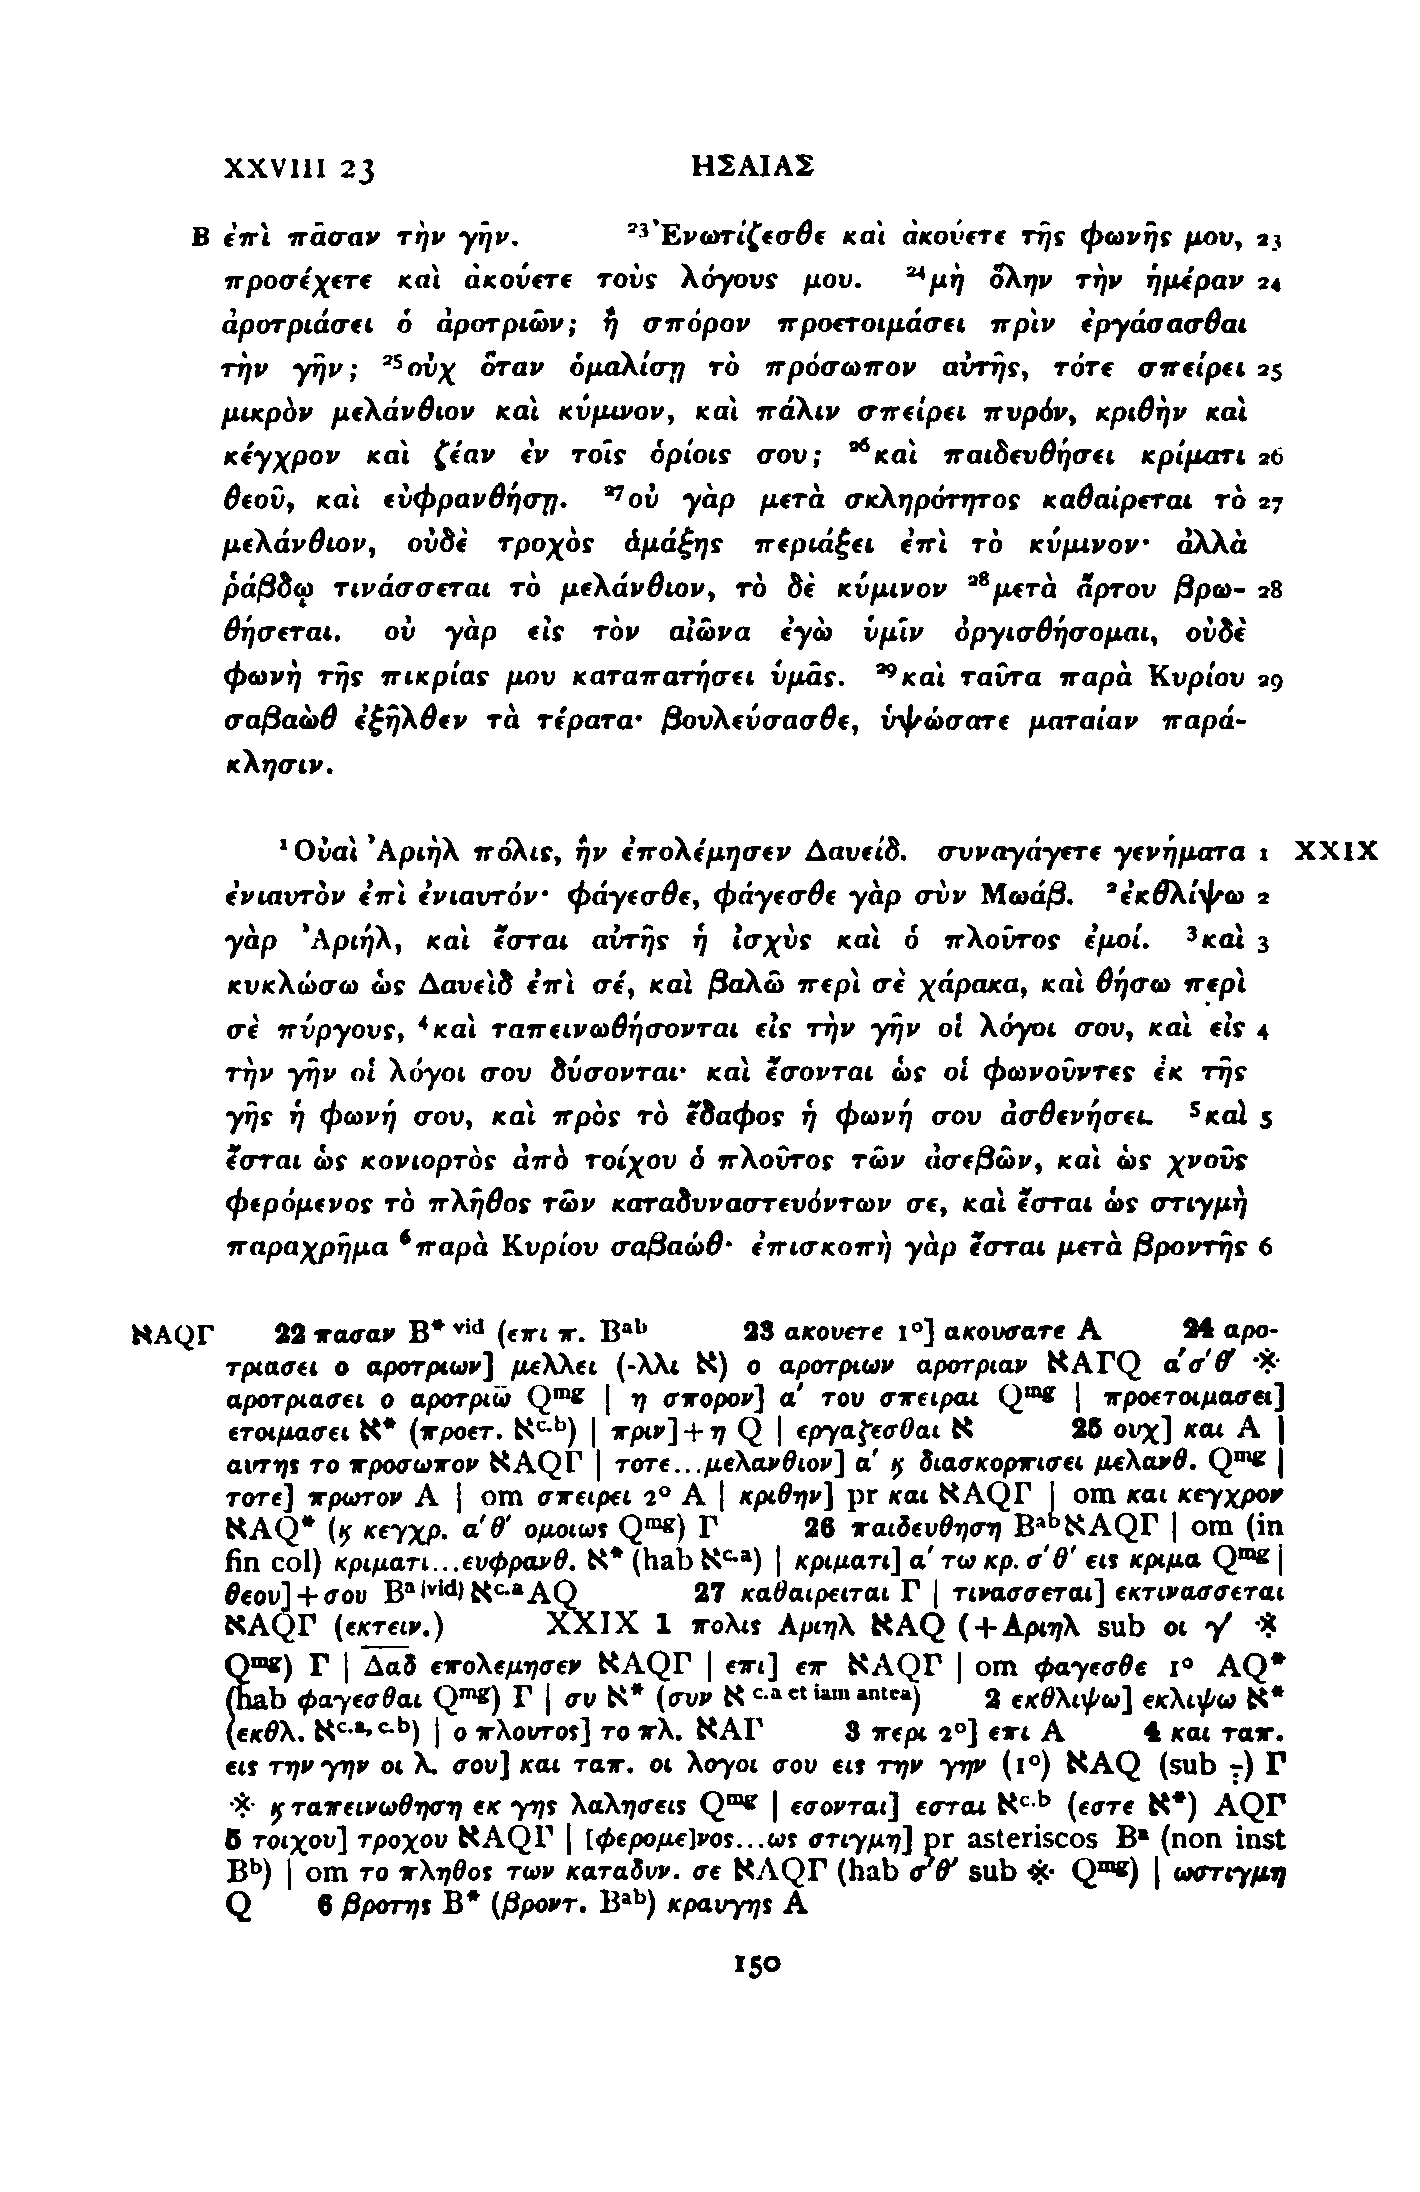 XXVIII 23 ΗΣΑΙΑΣ
B ἐπὶ πᾶσαν τὴν γῆν. ²³Ἐνωτίζεσθε καὶ ἀκούετε τῆς φωνῆς μου, 23
προσέχετε καὶ ἀκούετε τοὺς λόγους μου. ²⁴μὴ ὅλην τὴν ἡμέραν 24
ἀροτριάσει ὁ ἀροτριῶν; ἢ σπόρον προετοιμάσει πρὶν ἐργάσασθαι
τὴν γῆν; ²⁵οὐχ ὅταν ὁμαλίσῃ τὸ πρόσωπον αὐτῆς, τότε σπείρει 25
μικρὸν μελάνθιον καὶ κύμινον, καὶ πάλιν σπείρει πυρόν, κριθὴν καὶ
κέγχρον καὶ ζέαν ἐν τοῖς ὁρίοις σου; ²⁶καὶ παιδευθήσει κρίματι 26
θεοῦ, καὶ εὐφρανθήσῃ. ²⁷οὐ γὰρ μετὰ σκληρότητος καθαίρεται τὸ 27
μελάνθιον, οὐδὲ τροχὸς ἁμάξης περιάξει ἐπὶ τὸ κύμινον· ἀλλὰ
ῥάβδῳ τινάσσεται τὸ μελάνθιον, τὸ δὲ κύμινον ²⁸μετὰ ἄρτου βρω- 28
θήσεται. οὐ γὰρ εἰς τὸν αἰῶνα ἐγὼ ὑμῖν ὀργισθήσομαι, οὐδὲ
φωνὴ τῆς πικρίας μου καταπατήσει ὑμᾶς. ²⁹καὶ ταῦτα παρὰ Κυρίου 29
σαβαὼθ ἐξῆλθεν τὰ τέρατα· βουλεύσασθε, ὑψώσατε ματαίαν παρά-
κλησιν.
¹Οὐαὶ Ἀριὴλ πόλις, ἣν ἐπολέμησεν Δαυείδ. συναγάγετε γενήματα 1 XXIX
ἐνιαυτὸν ἐπὶ ἐνιαυτόν· φάγεσθε, φάγεσθε γὰρ σὺν Μωάβ. ²ἐκθλίψω 2
γὰρ Ἀριήλ, καὶ ἔσται αὐτῆς ἡ ἰσχὺς καὶ ὁ πλοῦτος ἐμοί. ³καὶ 3
κυκλώσω ὡς Δαυεὶδ ἐπὶ σέ, καὶ βαλῶ περὶ σὲ χάρακα, καὶ θήσω περὶ
σὲ πύργους, ⁴καὶ ταπεινωθήσονται εἰς τὴν γῆν οἱ λόγοι σου, καὶ εἰς 4
τὴν γῆν οἱ λόγοι σου δύσονται· καὶ ἔσονται ὡς οἱ φωνοῦντες ἐκ τῆς
γῆς ἡ φωνή σου, καὶ πρὸς τὸ ἔδαφος ἡ φωνή σου ἀσθενήσει. ⁵καὶ 5
ἔσται ὡς κονιορτὸς ἀπὸ τοίχου ὁ πλοῦτος τῶν ἀσεβῶν, καὶ ὡς χνοῦς
φερόμενος τὸ πλῆθος τῶν καταδυναστευόντων σε, καὶ ἔσται ὡς στιγμὴ
παραχρῆμα ⁶παρὰ Κυρίου σαβαώθ· ἐπισκοπὴ γὰρ ἔσται μετὰ βροντῆς 6
ℵAQΓ 22 πασαν B* vid (επι π. Bab 23 ακουετε 1°] ακουσατε A 24 αρο-
τριασει ο αροτριων] μελλει (-λλι ℵ) ο αροτριων αροτριαν ℵAΓQ α΄σ΄θ΄ ※
αροτριασει ο αροτριω̅ Qmg | η σπορον] α΄ του σπειραι Qmg | προετοιμασει]
ετοιμασει ℵ* (προετ. ℵc.b) | πριν]+η Q | εργαζεσθαι ℵ 25 ουχ] και A |
αυτης το προσωπον ℵAQΓ | τοτε...μελανθιον] α΄ ϗ διασκορπισει μελανθ. Qmg |
τοτε] πρωτον A | om σπειρει 2° A | κριθην] pr και ℵAQΓ | om και κεγχρον
ℵAQ* (ϗ κεγχρ. α΄θ΄ ομοιως Qmg) Γ 26 παιδευθηση BabℵAQΓ | om (in
fin col) κριματι...ευφρανθ. ℵ* (hab ℵc.a) | κριματι] α΄ τω κρ. σ΄θ΄ εις κριμα Qmg |
θεου]+σου Ba(vid)ℵc.aAQ 27 καθαιρειται Γ | τινασσεται] εκτινασσεται
ℵAQΓ (εκτειν.) XXIX 1 πολις Αριηλ ℵAQ (+Αριηλ sub οι γ΄ ※
Qmg) Γ | Δαδ επολεμησεν ℵAQΓ | επι] επ ℵAQΓ | om φαγεσθε 1° AQ*
(hab φαγεσθαι Qmg) Γ | συ ℵ* (συν ℵ c.a et iam antea) 2 εκθλιψω] εκλιψω ℵ*
(εκθλ. ℵc.a, c.b) | ο πλουτος] το πλ. ℵAΓ 3 περι 2°] επι A 4 και ταπ.
εις την γην οι λ. σου] και ταπ. οι λογοι σου εις την γην (1°) ℵAQ (sub ÷) Γ
※ ϗ ταπεινωθηση εκ γης λαλησεις Qmg | εσονται] εσται ℵc.b (εστε ℵ*) AQΓ
5 τοιχου] τροχου ℵAQΓ | [φερομε]νος...ως στιγμη] pr asteriscos Ba (non inst
Bb) | om το πληθος των καταδυν. σε ℵAQΓ (hab σ΄θ΄ sub ※ Qmg) | ωστιγμη
Q 6 βροτης B* (βροντ. Bab) κραυγης A
150